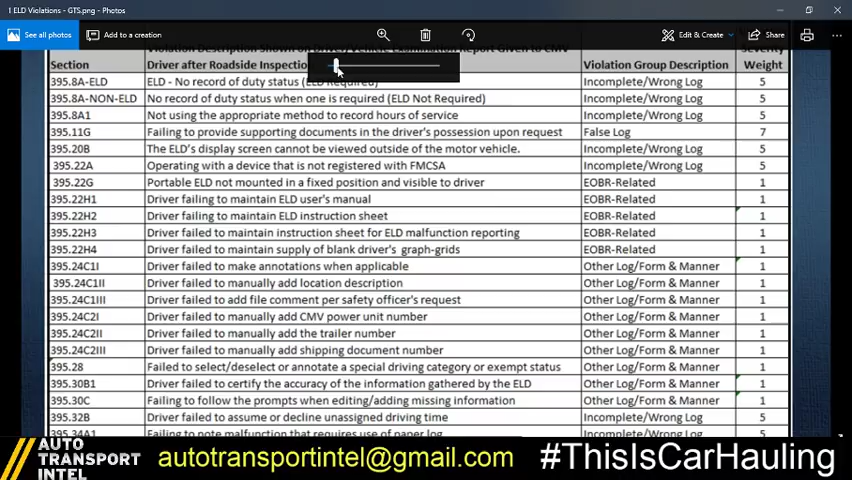 ELD Violations - GTS.png - Photos
See all photos
Add to a creation
Edit & Create
Share
Section
Driver after Roadside Inspection
Violation Group Description
Weight
395.8A-ELD ELD - No record of duty status (ELD Required) Incomplete/Wrong Log 5
395.8A-NON-ELD No record of duty status when one is required (ELD Not Required) Incomplete/Wrong Log 5
395.8A1 Not using the appropriate method to record hours of service Incomplete/Wrong Log 5
395.11G Failing to provide supporting documents in the driver's possession upon request False Log 7
395.20B The ELD's display screen cannot be viewed outside of the motor vehicle. Incomplete/Wrong Log 5
395.22A Operating with a device that is not registered with FMCSA Incomplete/Wrong Log 5
395.22G Portable ELD not mounted in a fixed position and visible to driver EOBR-Related 1
395.22H1 Driver failing to maintain ELD user's manual EOBR-Related 1
395.22H2 Driver failing to maintain ELD instruction sheet EOBR-Related 1
395.22H3 Driver failed to maintain instruction sheet for ELD malfunction reporting EOBR-Related 1
395.22H4 Driver failed to maintain supply of blank driver's graph-grids EOBR-Related 1
395.24C1I Driver failed to make annotations when applicable Other Log/Form & Manner 1
395.24C1II Driver failed to manually add location description Other Log/Form & Manner 1
395.24C1III Driver failed to add file comment per safety officer's request Other Log/Form & Manner 1
395.24C2I Driver failed to manually add CMV power unit number Other Log/Form & Manner 1
395.24C2II Driver failed to manually add the trailer number Other Log/Form & Manner 1
395.24C2III Driver failed to manually add shipping document number Other Log/Form & Manner 1
395.28 Failed to select/deselect or annotate a special driving category or exempt status Other Log/Form & Manner 1
395.30B1 Driver failed to certify the accuracy of the information gathered by the ELD Other Log/Form & Manner 1
395.30C Failing to follow the prompts when editing/adding missing information Other Log/Form & Manner 1
395.32B Driver failed to assume or decline unassigned driving time Incomplete/Wrong Log 5
395.34A1 Failing to note malfunction that requires use of paper log Incomplete/Wrong Log 5
AUTO
TRANSPORT
INTEL
autotransportintel@gmail.com
#ThisIsCarHauling